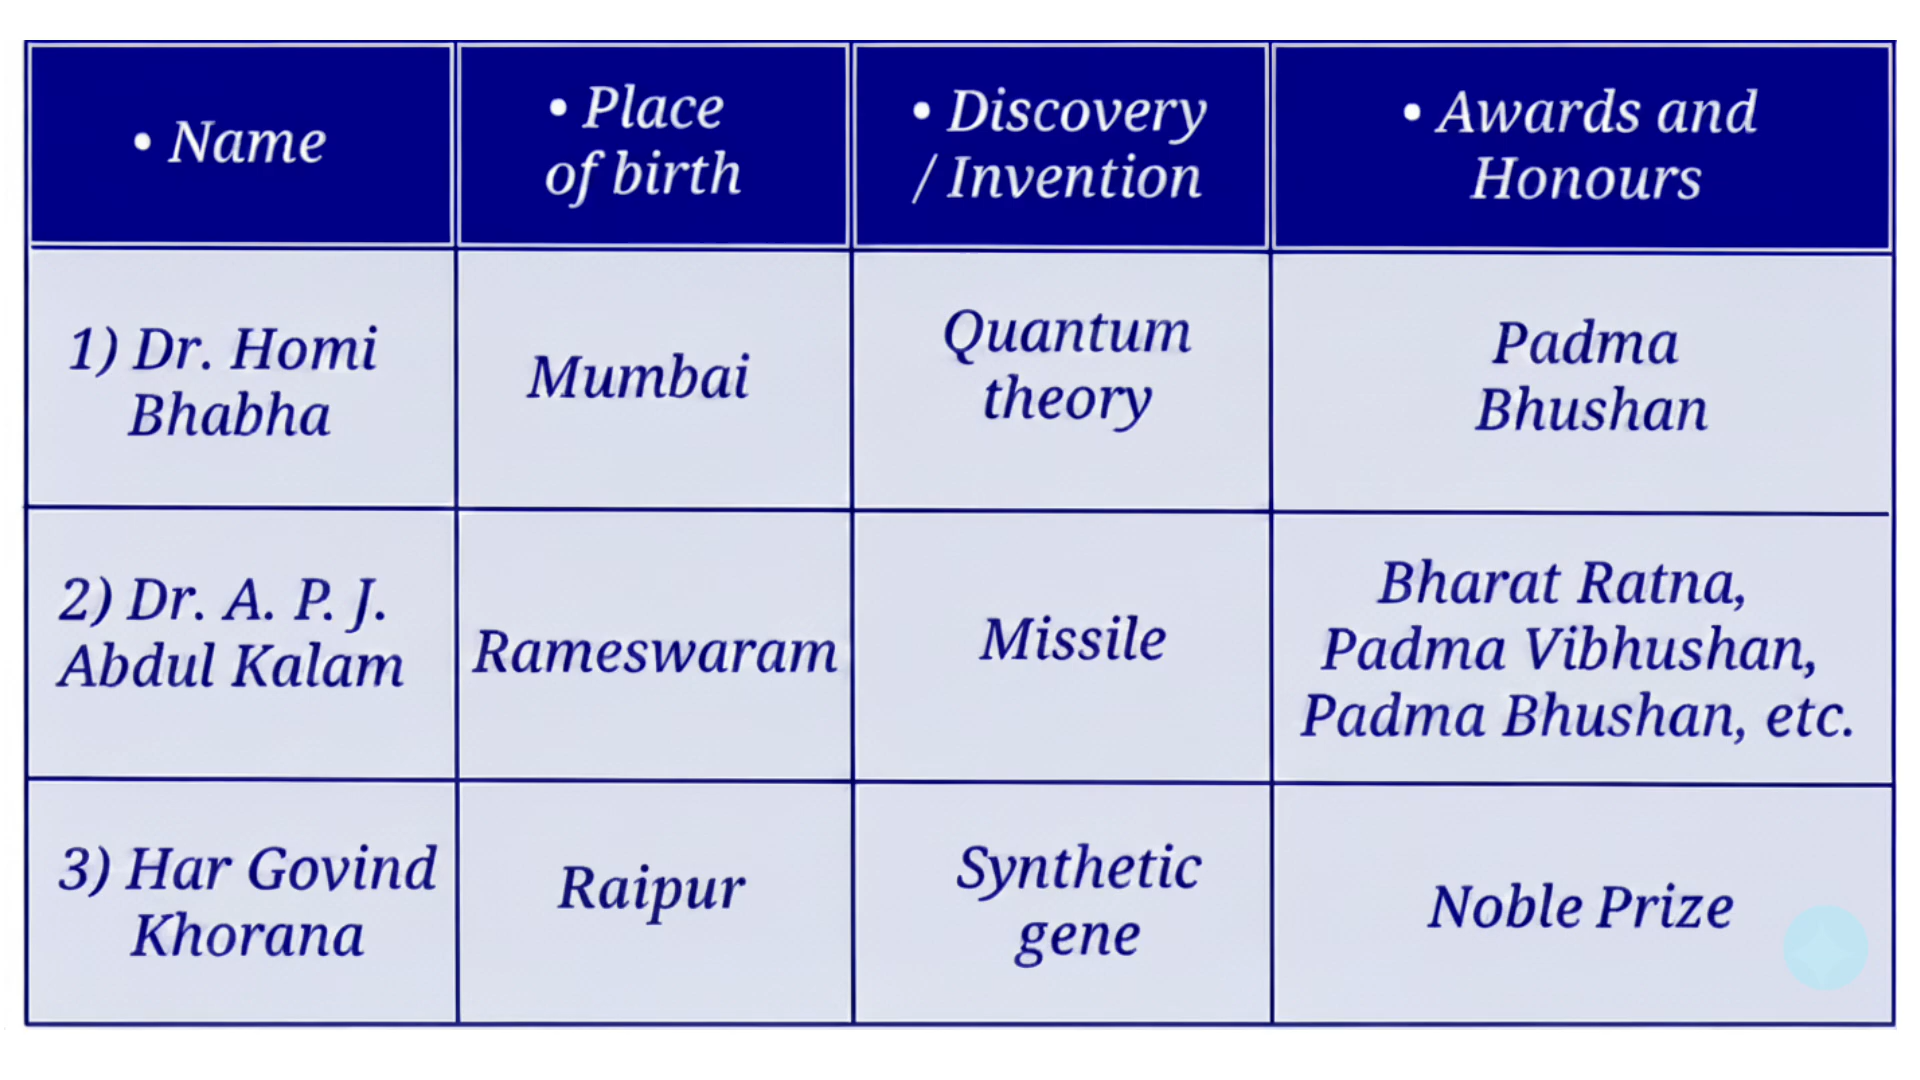 • Name
• Place
of birth
• Discovery
/ Invention
• Awards and
Honours
1) Dr. Homi
Bhabha
Mumbai
Quantum
theory
Padma
Bhushan
2) Dr. A. P. J.
Abdul Kalam
Rameswaram
Missile
Bharat Ratna,
Padma Vibhushan,
Padma Bhushan, etc.
3) Har Govind
Khorana
Raipur
Synthetic
gene
Noble Prize